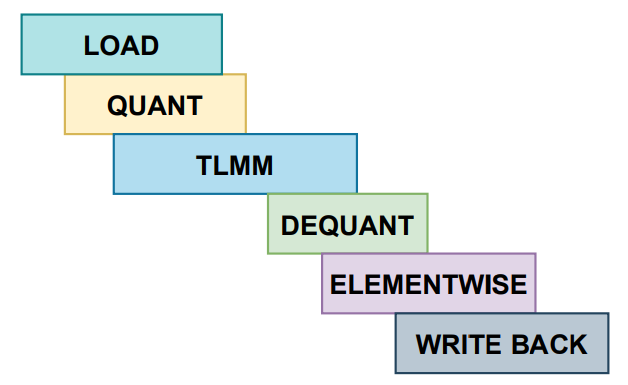 LOAD
QUANT
TLMM
DEQUANT
ELEMENTWISE
WRITE BACK